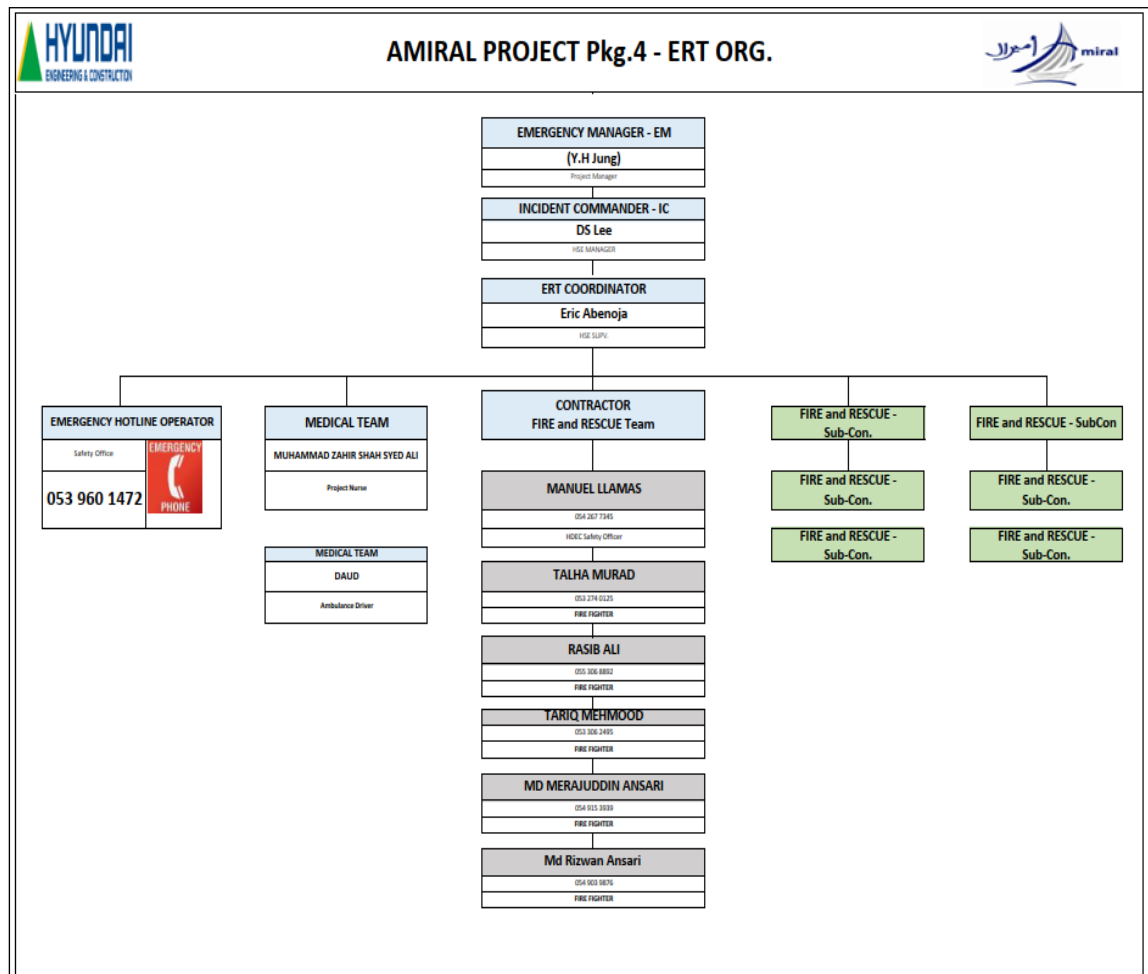 HYUNDAI
ENGINEERING & CONSTRUCTION
AMIRAL PROJECT Pkg.4 - ERT ORG.
أميرال
Amiral
EMERGENCY MANAGER - EM
(Y.H Jung)
Project Manager
INCIDENT COMMANDER - IC
DS Lee
HSE MANAGER
ERT COORDINATOR
Eric Abenoja
HSE SUPV.
EMERGENCY HOTLINE OPERATOR
Safety Office
053 960 1472
EMERGENCY
PHONE
MEDICAL TEAM
MUHAMMAD ZAHIR SHAH SYED ALI
Project Nurse
MEDICAL TEAM
DAUD
Ambulance Driver
CONTRACTOR
FIRE and RESCUE Team
MANUEL LLAMAS
054 267 7345
HDEC Safety Officer
TALHA MURAD
053 274 0125
FIRE FIGHTER
RASIB ALI
055 306 8892
FIRE FIGHTER
TARIQ MEHMOOD
053 306 2495
FIRE FIGHTER
MD MERAJUDDIN ANSARI
054 915 3939
FIRE FIGHTER
Md Rizwan Ansari
054 903 9876
FIRE FIGHTER
FIRE and RESCUE -
Sub-Con.
FIRE and RESCUE -
Sub-Con.
FIRE and RESCUE -
Sub-Con.
FIRE and RESCUE - SubCon
FIRE and RESCUE -
Sub-Con.
FIRE and RESCUE -
Sub-Con.